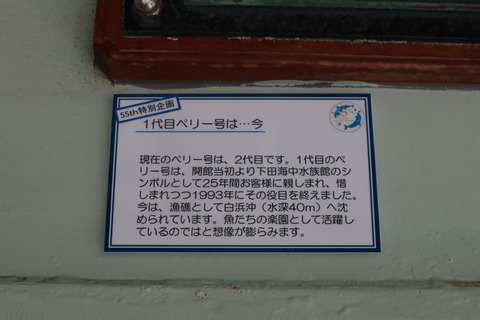 55th特別企画
1代目ペリー号は…今
現在のペリー号は、2代目です。1代目のペ
リー号は、開館当初より下田海中水族館のシ
ンボルとして25年間お客様に親しまれ、惜
しまれつつ1993年にその役目を終えました。
今は、漁礁として白浜沖(水深40m)へ沈
められています。魚たちの楽園として活躍し
ているのではと想像が膨らみます。